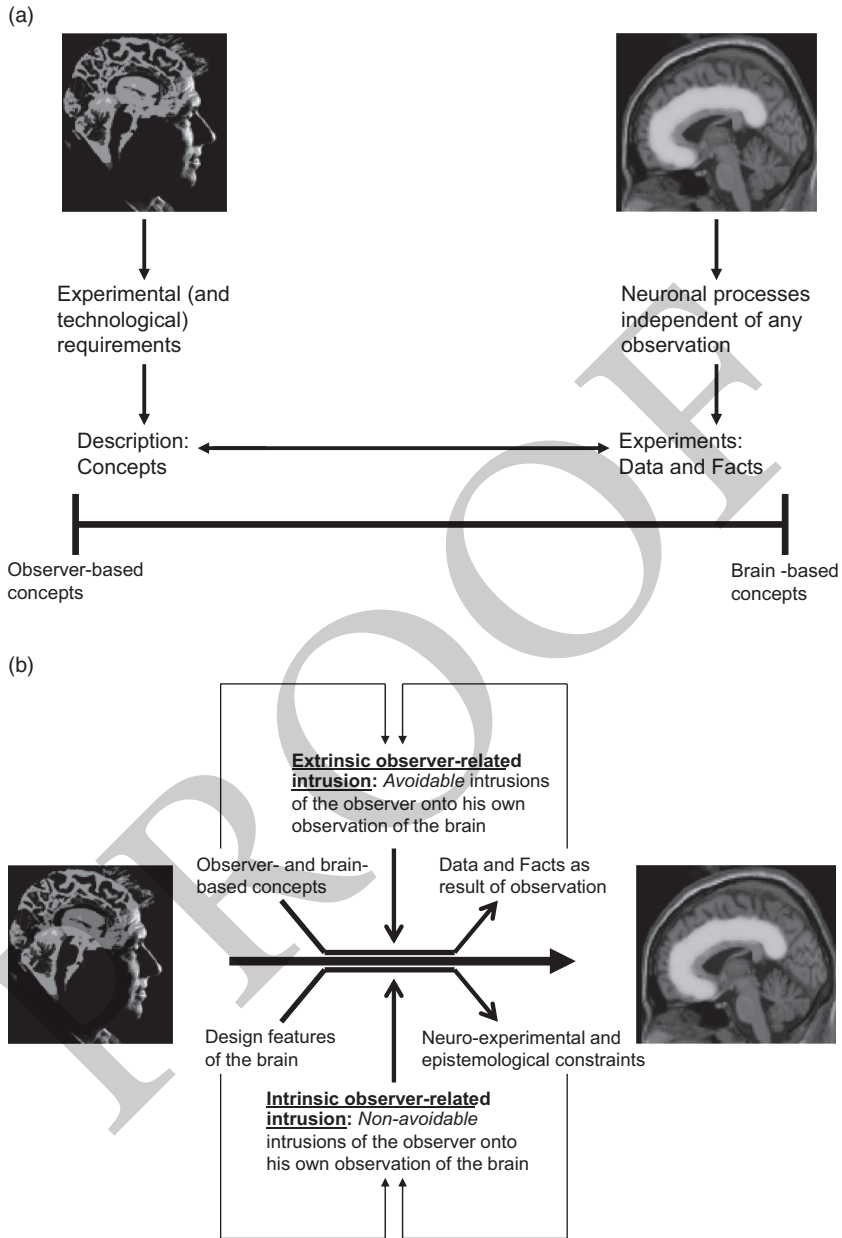 (a)
Experimental (and
technological)
requirements
Neuronal processes
independent of any
observation
Description:
Concepts
Experiments:
Data and Facts
Observer-based
concepts
Brain -based
concepts
(b)
Extrinsic observer-related
intrusion: Avoidable intrusions
of the observer onto his own
observation of the brain
Observer- and brain-
based concepts
Data and Facts as
result of observation
Design features
of the brain
Neuro-experimental and
epistemological constraints
Intrinsic observer-related
intrusion: Non-avoidable
intrusions of the observer onto
his own observation of the brain
PROOF